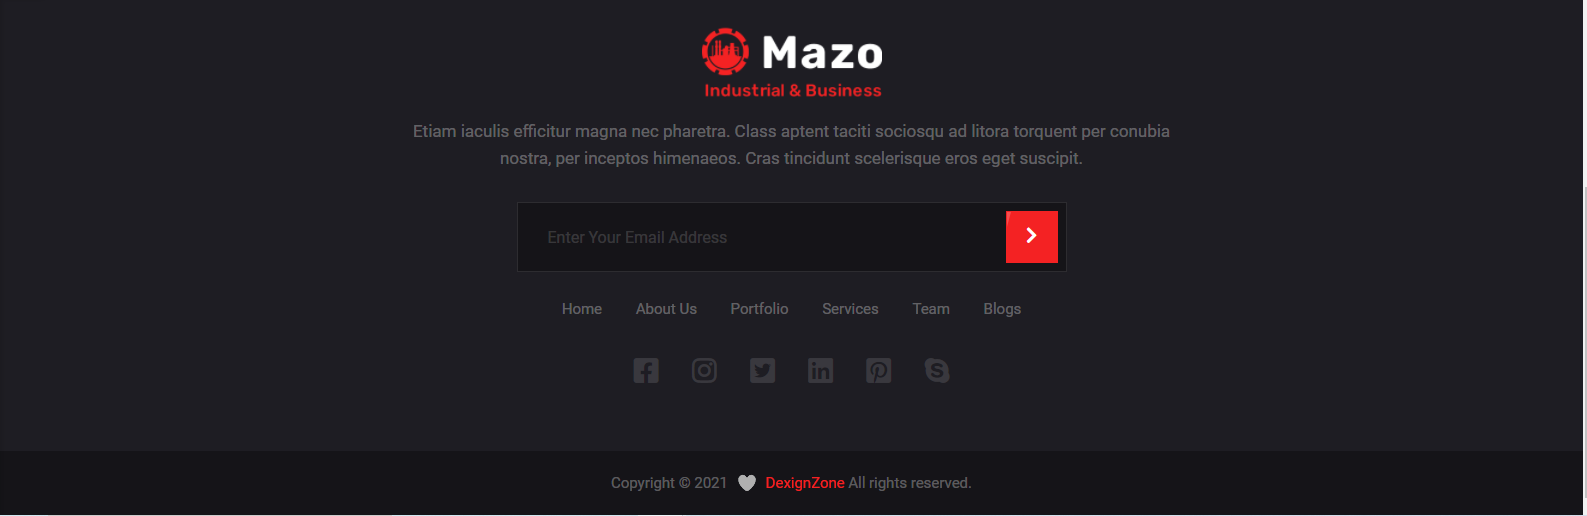 Mazo
Industrial & Business
Etiam iaculis efficitur magna nec pharetra. Class aptent taciti sociosqu ad litora torquent per conubia
nostra, per inceptos himenaeos. Cras tincidunt scelerisque eros eget suscipit.
Enter Your Email Address
Home About Us Portfolio Services Team Blogs
Copyright © 2021 DexignZone All rights reserved.